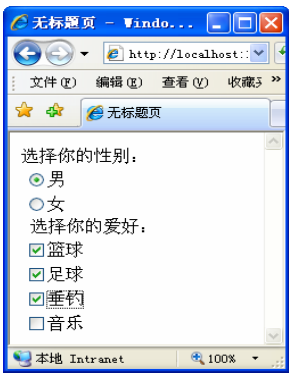 无标题页 - Windo...
http://localhost::
文件(F) 编辑(E) 查看(V) 收藏 »
无标题页
选择你的性别：
男
女
选择你的爱好：
篮球
足球
垂钓
音乐
本地 Intranet 100%